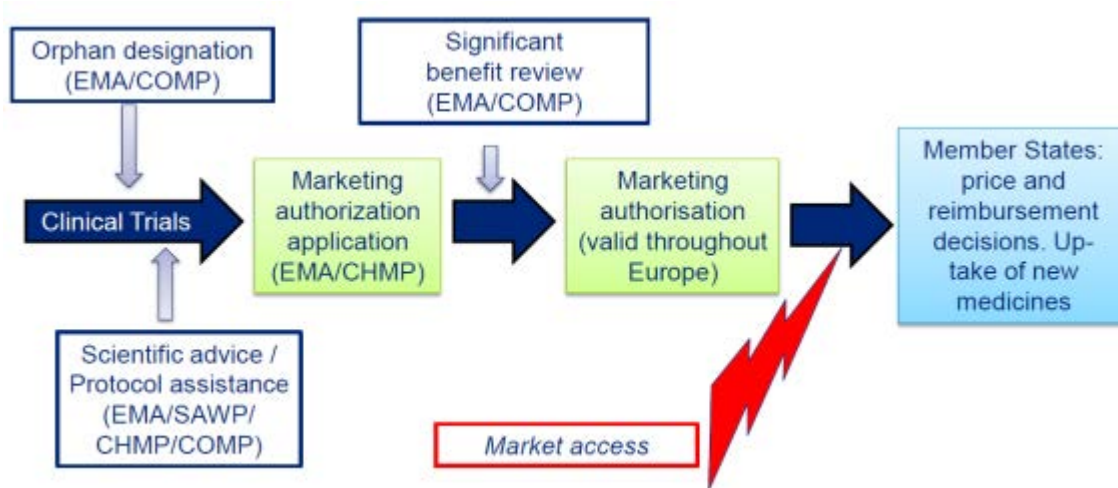 Orphan designation
(EMA/COMP)
Significant
benefit review
(EMA/COMP)
Clinical Trials
Marketing
authorization
application
(EMA/CHMP)
Marketing
authorisation
(valid throughout
Europe)
Member States:
price and
reimbursement
decisions. Up-
take of new
medicines
Scientific advice /
Protocol assistance
(EMA/SAWP/
CHMP/COMP)
Market access